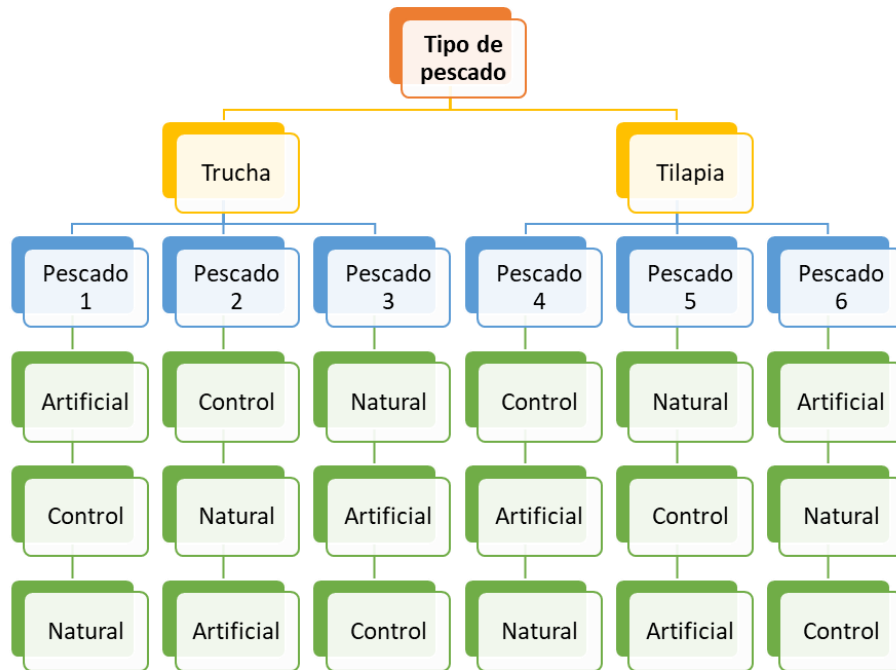 Tipo de
pescado
Trucha
Tilapia
Pescado
1
Pescado
2
Pescado
3
Pescado
4
Pescado
5
Pescado
6
Artificial
Control
Natural
Control
Natural
Artificial
Control
Natural
Artificial
Artificial
Control
Natural
Natural
Artificial
Control
Natural
Artificial
Control